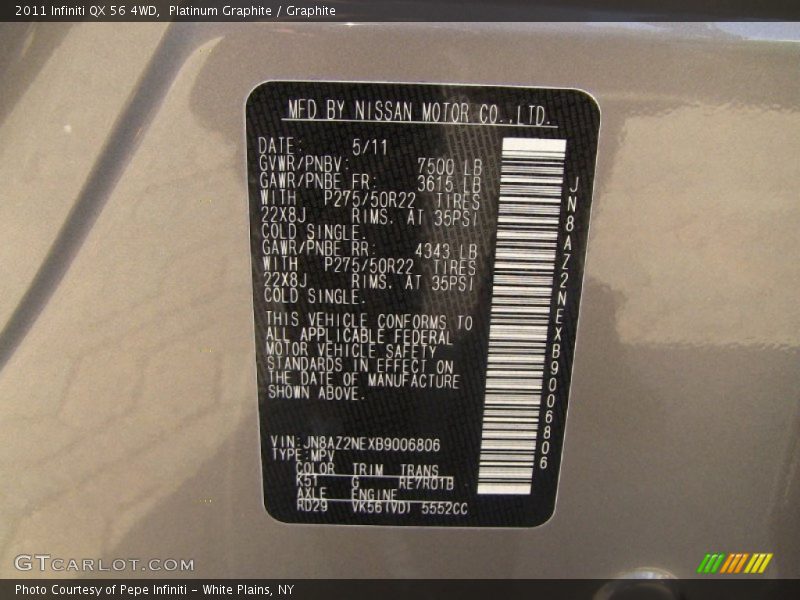 2011 Infiniti QX 56 4WD, Platinum Graphite / Graphite
MFD BY NISSAN MOTOR CO.,LTD.
DATE: 5/11
GVWR/PNBV: 7500 LB
GAWR/PNBE FR: 3615 LB
WITH P275/50R22 TIRES
22X8J RIMS. AT 35PSI
COLD SINGLE.
GAWR/PNBE RR: 4343 LB
WITH P275/50R22 TIRES
22X8J RIMS. AT 35PSI
COLD SINGLE.
THIS VEHICLE CONFORMS TO
ALL APPLICABLE FEDERAL
MOTOR VEHICLE SAFETY
STANDARDS IN EFFECT ON
THE DATE OF MANUFACTURE
SHOWN ABOVE.
VIN:JN8AZ2NEXB9006806
TYPE:MPV
COLOR TRIM TRANS
K51 G RE7R01B
AXLE ENGINE
RD29 VK56(VD) 5552CC
JN8AZ2NEXB9006806
GTCARLOT.COM
Photo Courtesy of Pepe Infiniti - White Plains, NY